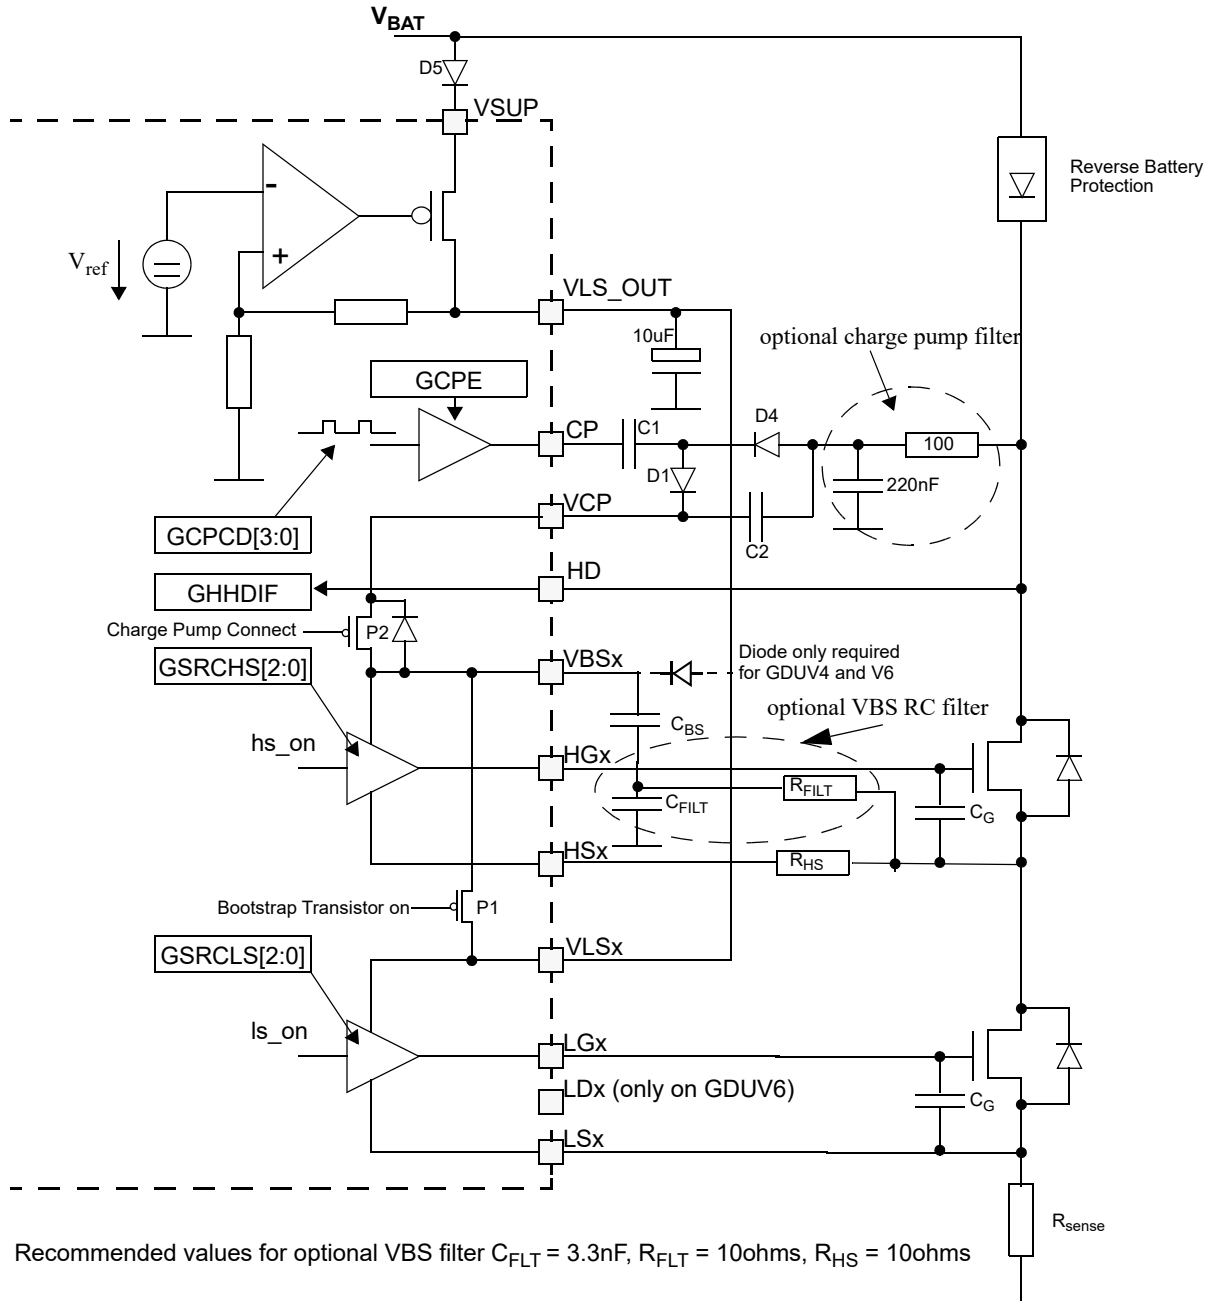 VBAT
D5
VSUP
Reverse Battery
Protection
-
+
Vref
VLS_OUT
10uF
optional charge pump filter
GCPE
CP
C1
D4
100
D1
220nF
VCP
GCPCD[3:0]
C2
HD
GHHDIF
Charge Pump Connect
P2
GSRCHS[2:0]
VBSx
Diode only required
for GDUV4 and V6
optional VBS RC filter
CBS
hs_on
HGx
RFILT
CFILT
CG
HSx
RHS
Bootstrap Transistor on
P1
GSRCLS[2:0]
VLSx
ls_on
LGx
LDx (only on GDUV6)
CG
LSx
Rsense
Recommended values for optional VBS filter CFLT = 3.3nF, RFLT = 10ohms, RHS = 10ohms